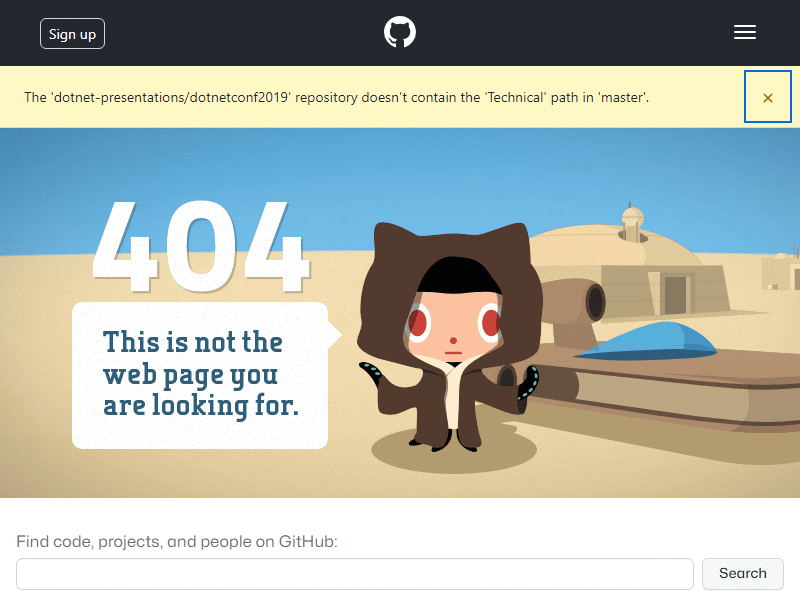 Sign up
The 'dotnet-presentations/dotnetconf2019' repository doesn't contain the 'Technical' path in 'master'.
404
This is not the
web page you
are looking for.
Find code, projects, and people on GitHub:
Search